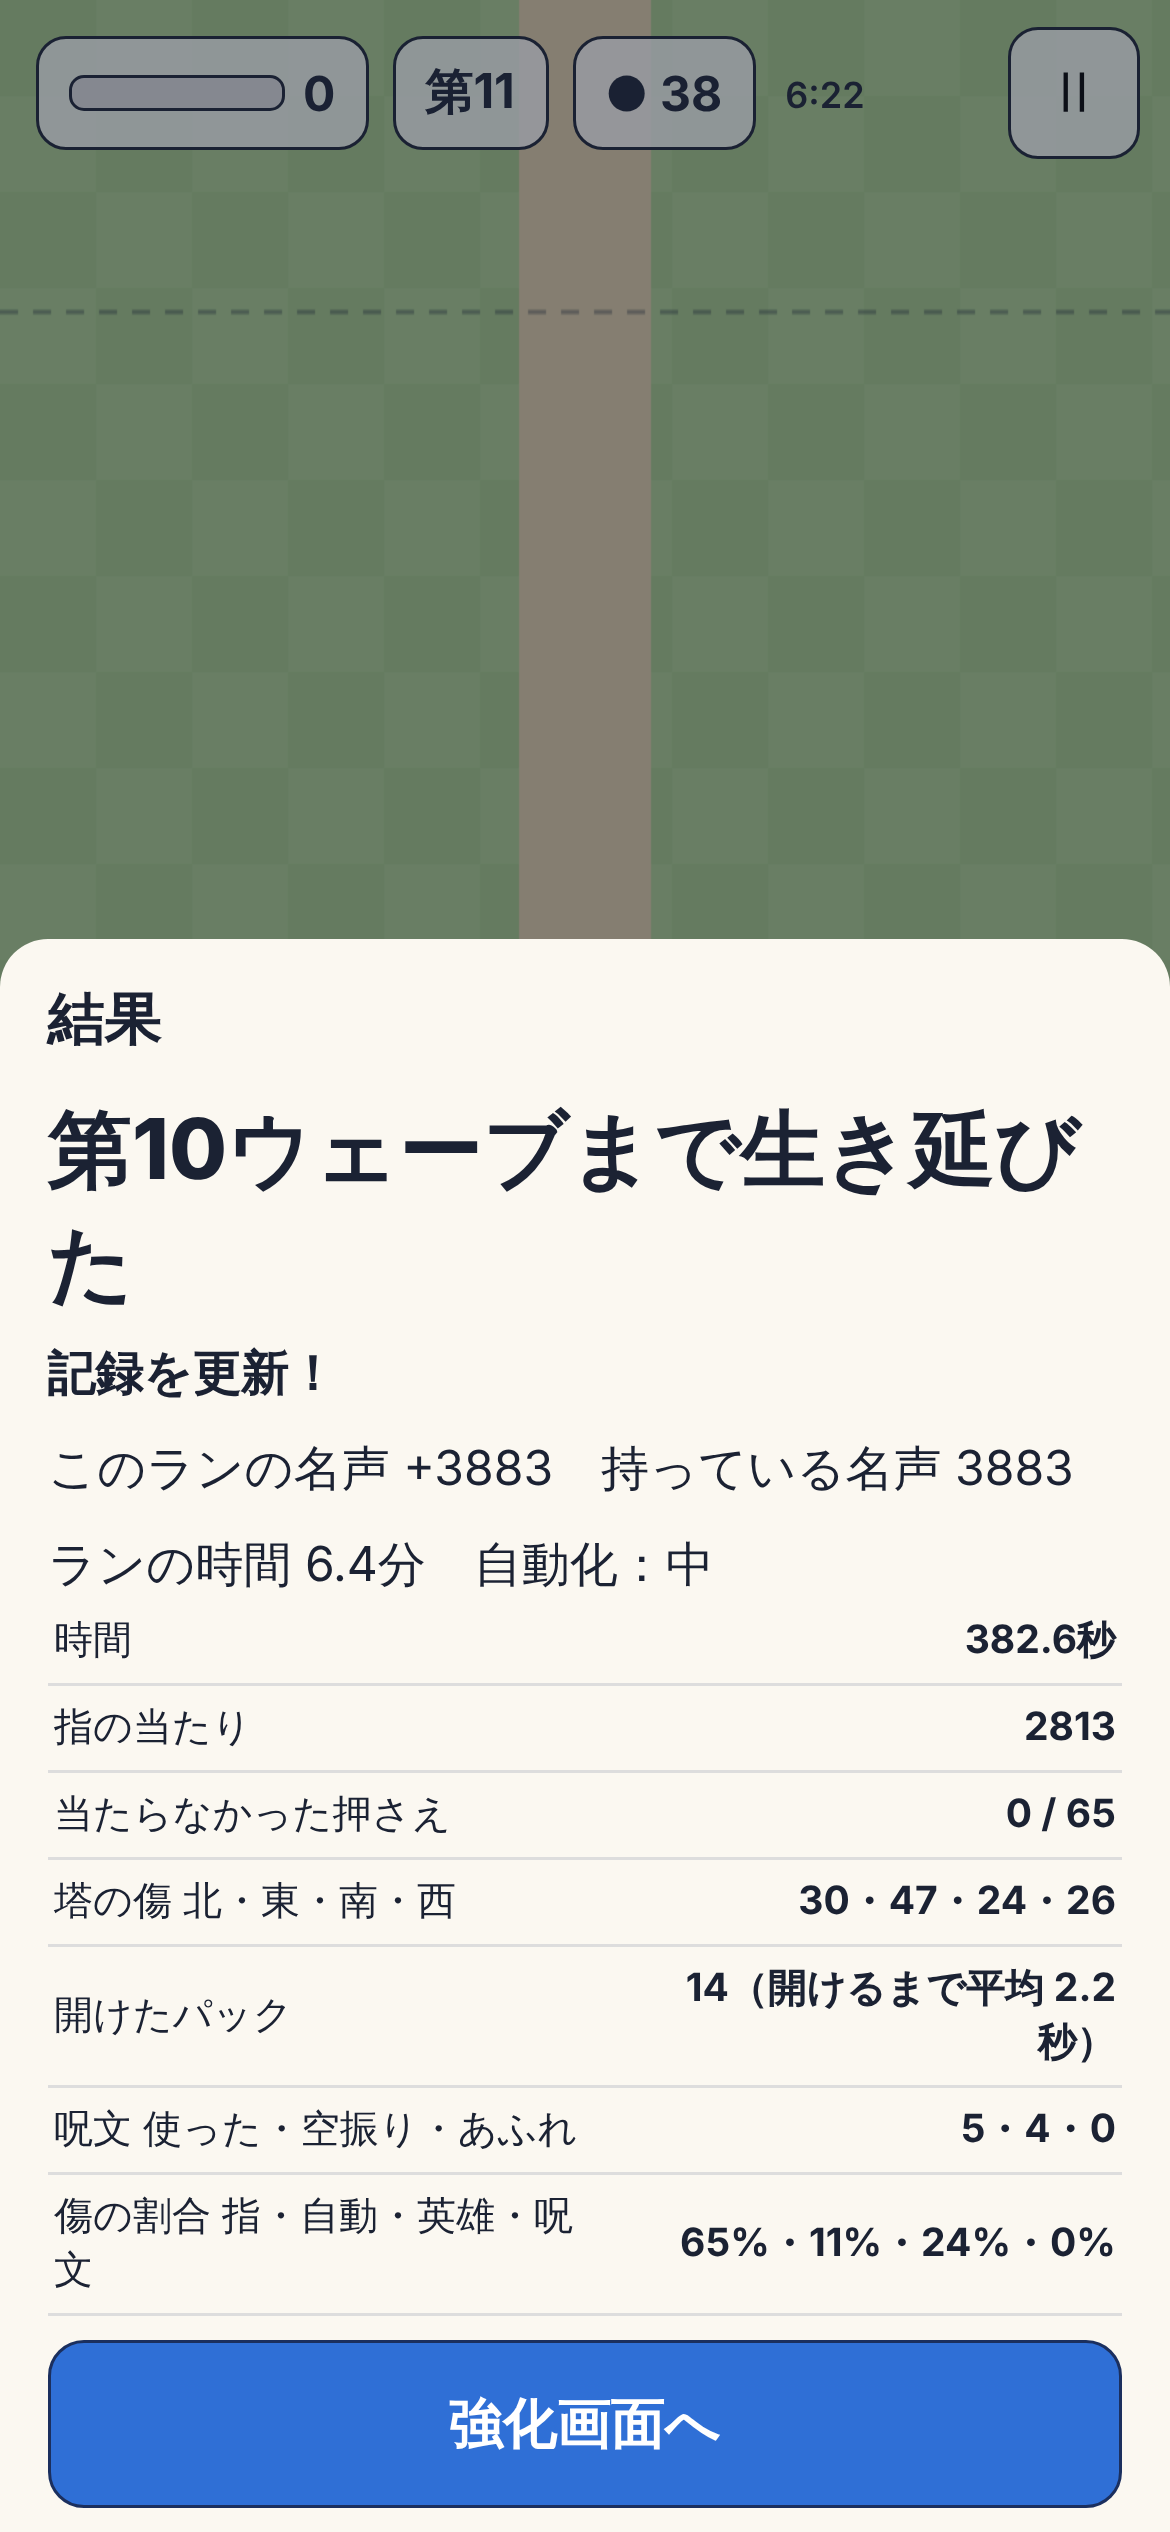 0
第11
38
6:22
結果
第10ウェーブまで生き延び
た
記録を更新！
このランの名声 +3883　持っている名声 3883
ランの時間 6.4分　自動化：中
時間 382.6秒
指の当たり 2813
当たらなかった押さえ 0 / 65
塔の傷 北・東・南・西 30・47・24・26
開けたパック 14（開けるまで平均 2.2
秒）
呪文 使った・空振り・あふれ 5・4・0
傷の割合 指・自動・英雄・呪
文 65%・11%・24%・0%
強化画面へ